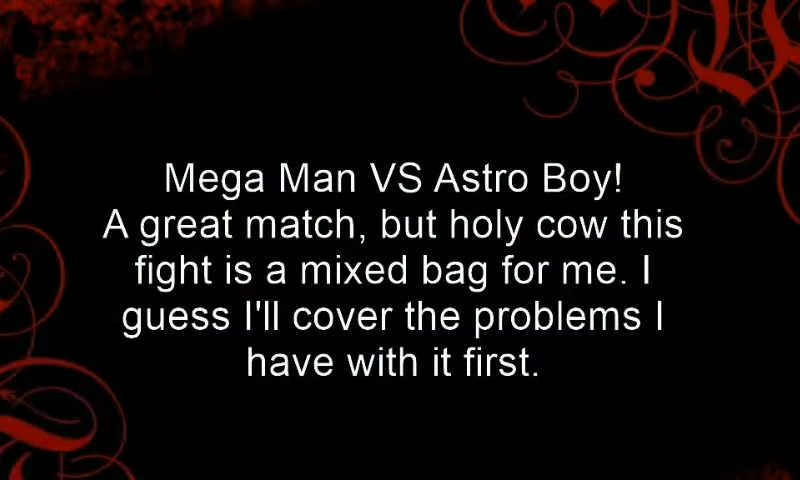 Mega Man VS Astro Boy!
A great match, but holy cow this
fight is a mixed bag for me. I
guess I'll cover the problems I
have with it first.